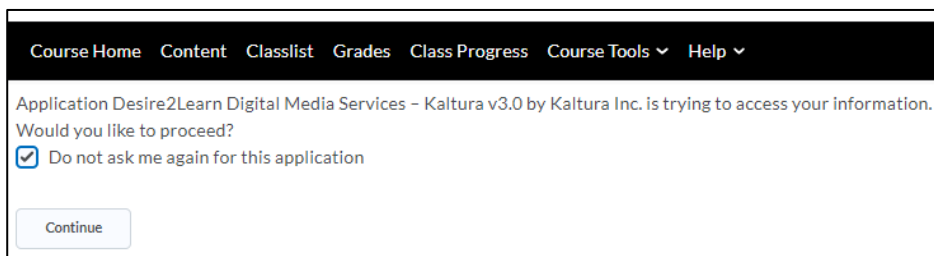 Course Home Content Classlist Grades Class Progress Course Tools Help
Application Desire2Learn Digital Media Services – Kaltura v3.0 by Kaltura Inc. is trying to access your information.
Would you like to proceed?
Do not ask me again for this application
Continue